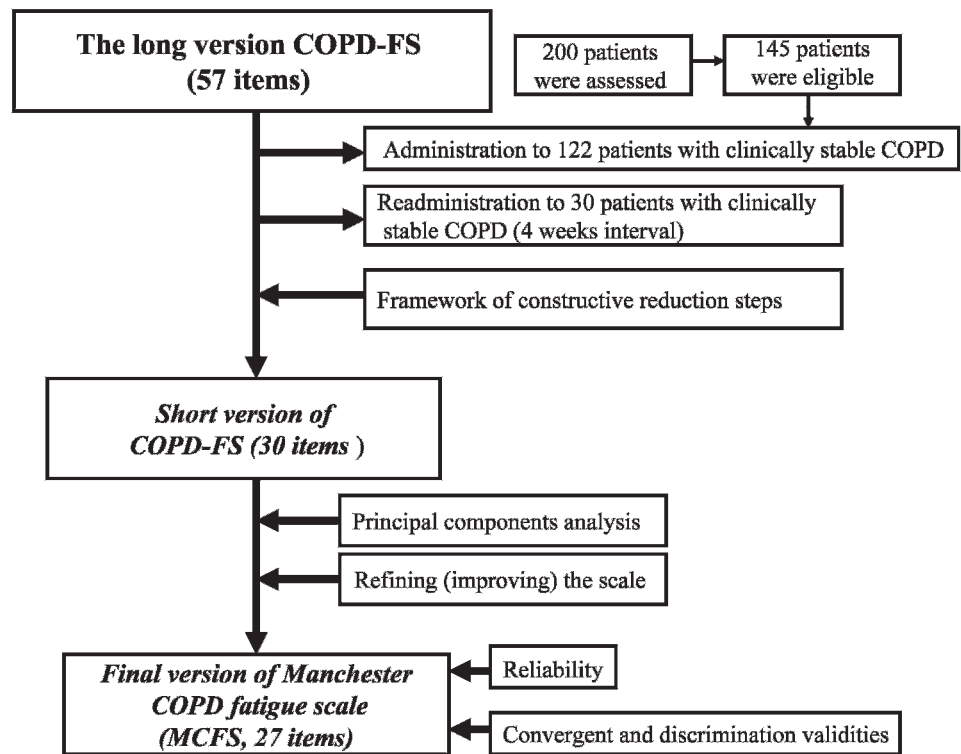 The long version COPD-FS
(57 items)
200 patients
were assessed
145 patients
were eligible
Administration to 122 patients with clinically stable COPD
Readministration to 30 patients with clinically
stable COPD (4 weeks interval)
Framework of constructive reduction steps
Short version of
COPD-FS (30 items )
Principal components analysis
Refining (improving) the scale
Final version of Manchester
COPD fatigue scale
(MCFS, 27 items)
Reliability
Convergent and discrimination validities